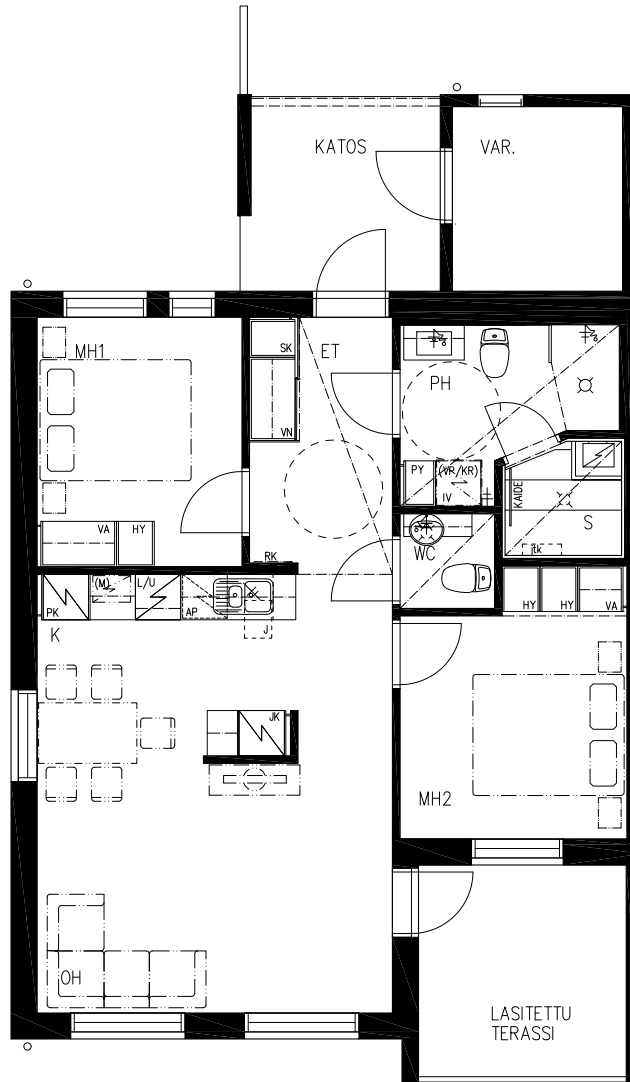 KATOS
VAR.
MH1
SK
ET
PH
VN
PY
(VR/KR)
IV
KAIDE
S
jtk
VA
HY
RK
WC
PK
(M)
L/U
AP
J
K
HY
HY
VA
JK
MH2
OH
LASITETTU
TERASSI